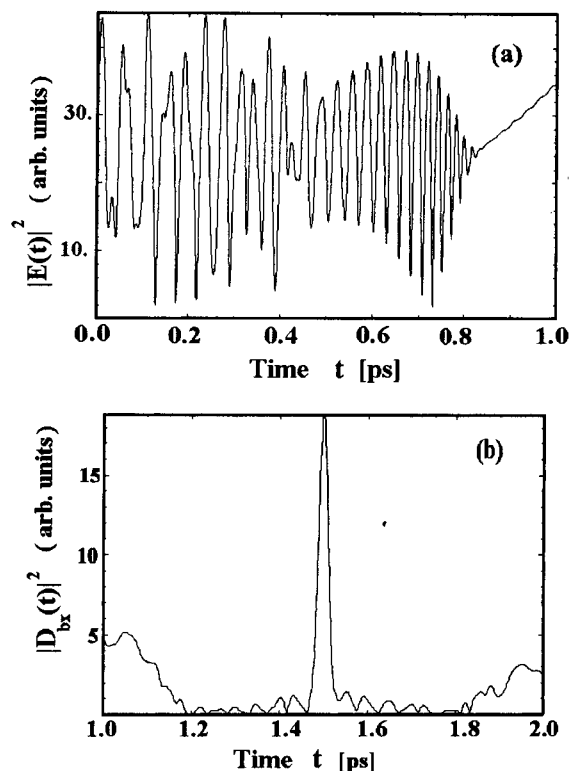 (a)
|E(t)|² ( arb. units)
30.
10.
0.0 0.2 0.4 0.6 0.8 1.0
Time t [ps]
(b)
|D_bx(t)|² ( arb. units)
15
10
5
1.0 1.2 1.4 1.6 1.8 2.0
Time t [ps]